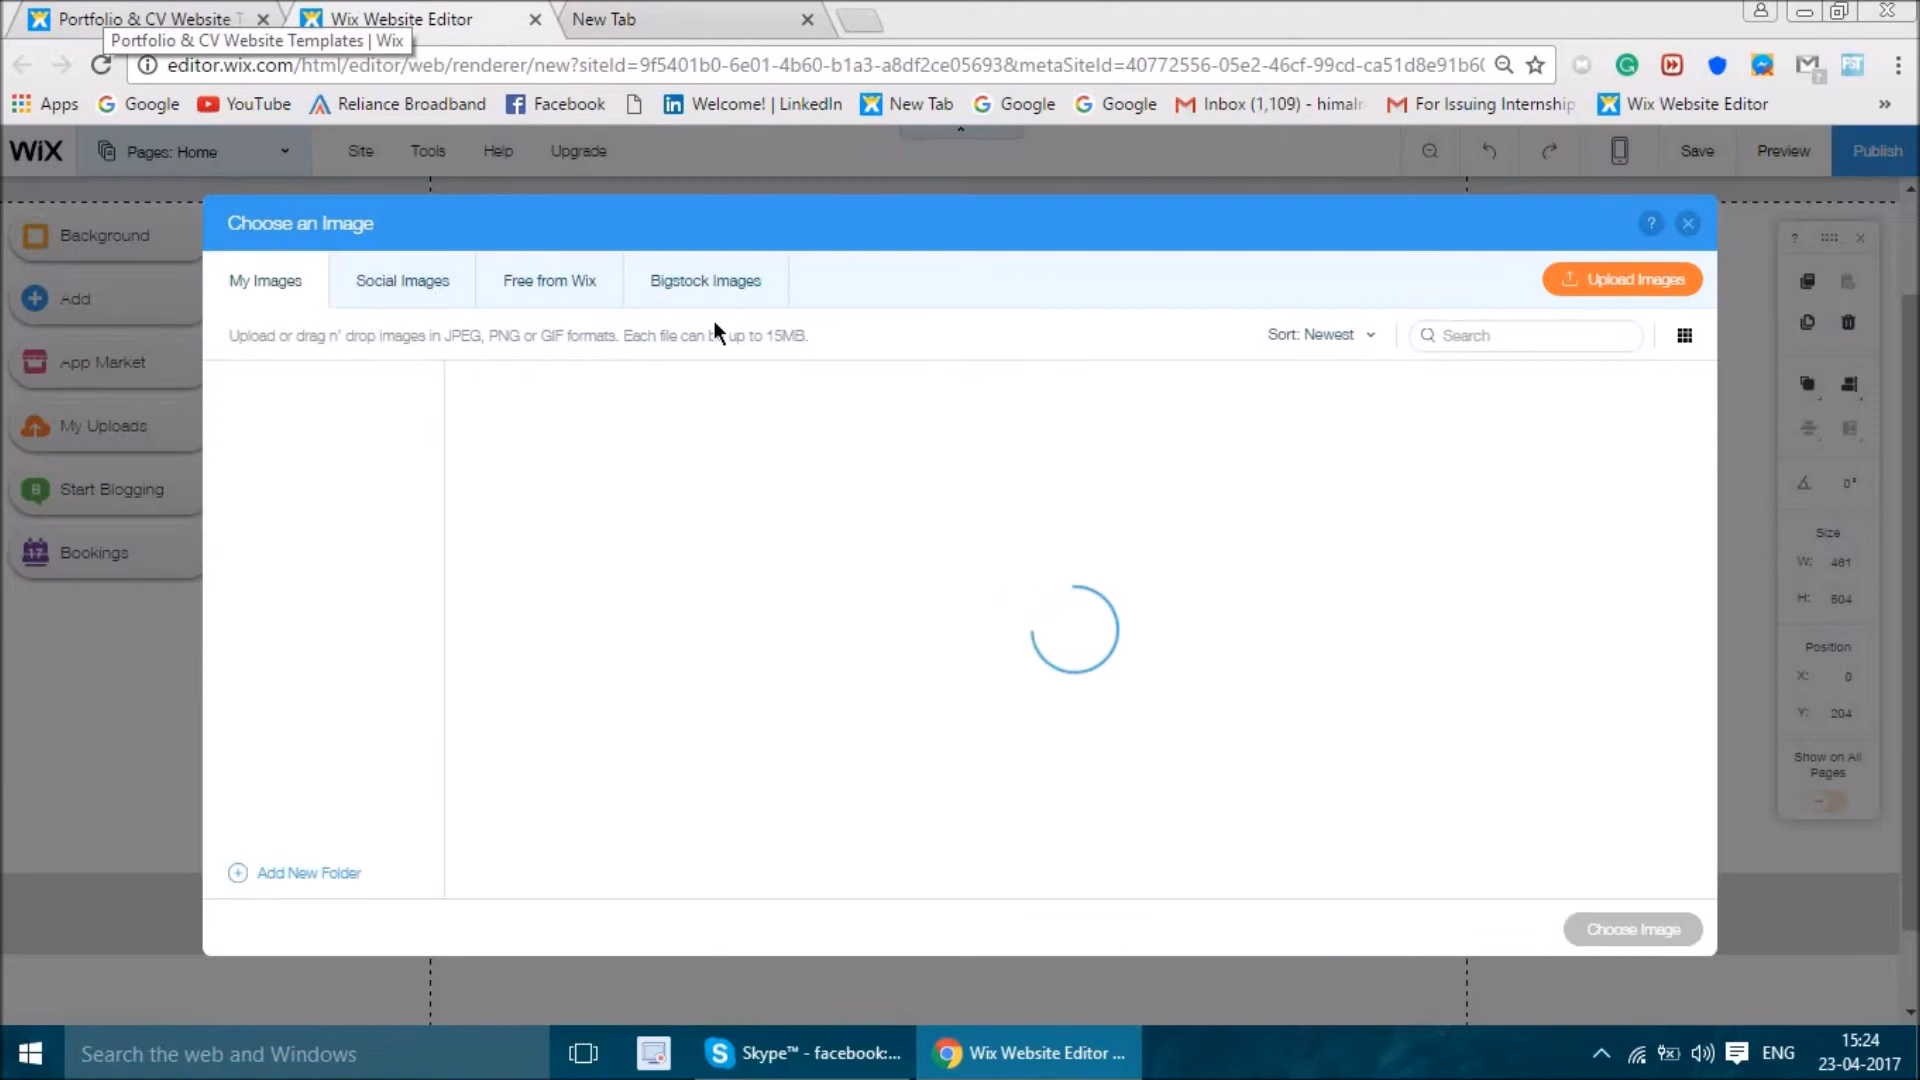 Portfolio & CV Website T
Wix Website Editor
New Tab
Portfolio & CV Website Templates | Wix
editor.wix.com/html/editor/web/renderer/new?siteId=9f5401b0-6e01-4b60-b1a3-a8df2ce05693&metaSiteId=40772556-05e2-46cf-99cd-ca51d8e91b60
Apps Google YouTube Reliance Broadband Facebook Welcome! | LinkedIn New Tab Google Google Inbox (1,109) - himalr For Issuing Internship Wix Website Editor »
WiX Pages: Home Site Tools Help Upgrade Save Preview Publish
Choose an Image ?
My Images Social Images Free from Wix Bigstock Images Upload Images
Upload or drag n' drop images in JPEG, PNG or GIF formats. Each file can b up to 15MB.
Sort: Newest Search
Background
Add
App Market
My Uploads
Start Blogging
17 Bookings
?
0°
Size
W: 481
H: 504
Position
X: 0
Y: 204
Show on All
Pages
Add New Folder
Choose Image
Search the web and Windows
Skype™ - facebook:...
Wix Website Editor ...
ENG
15:24
23-04-2017